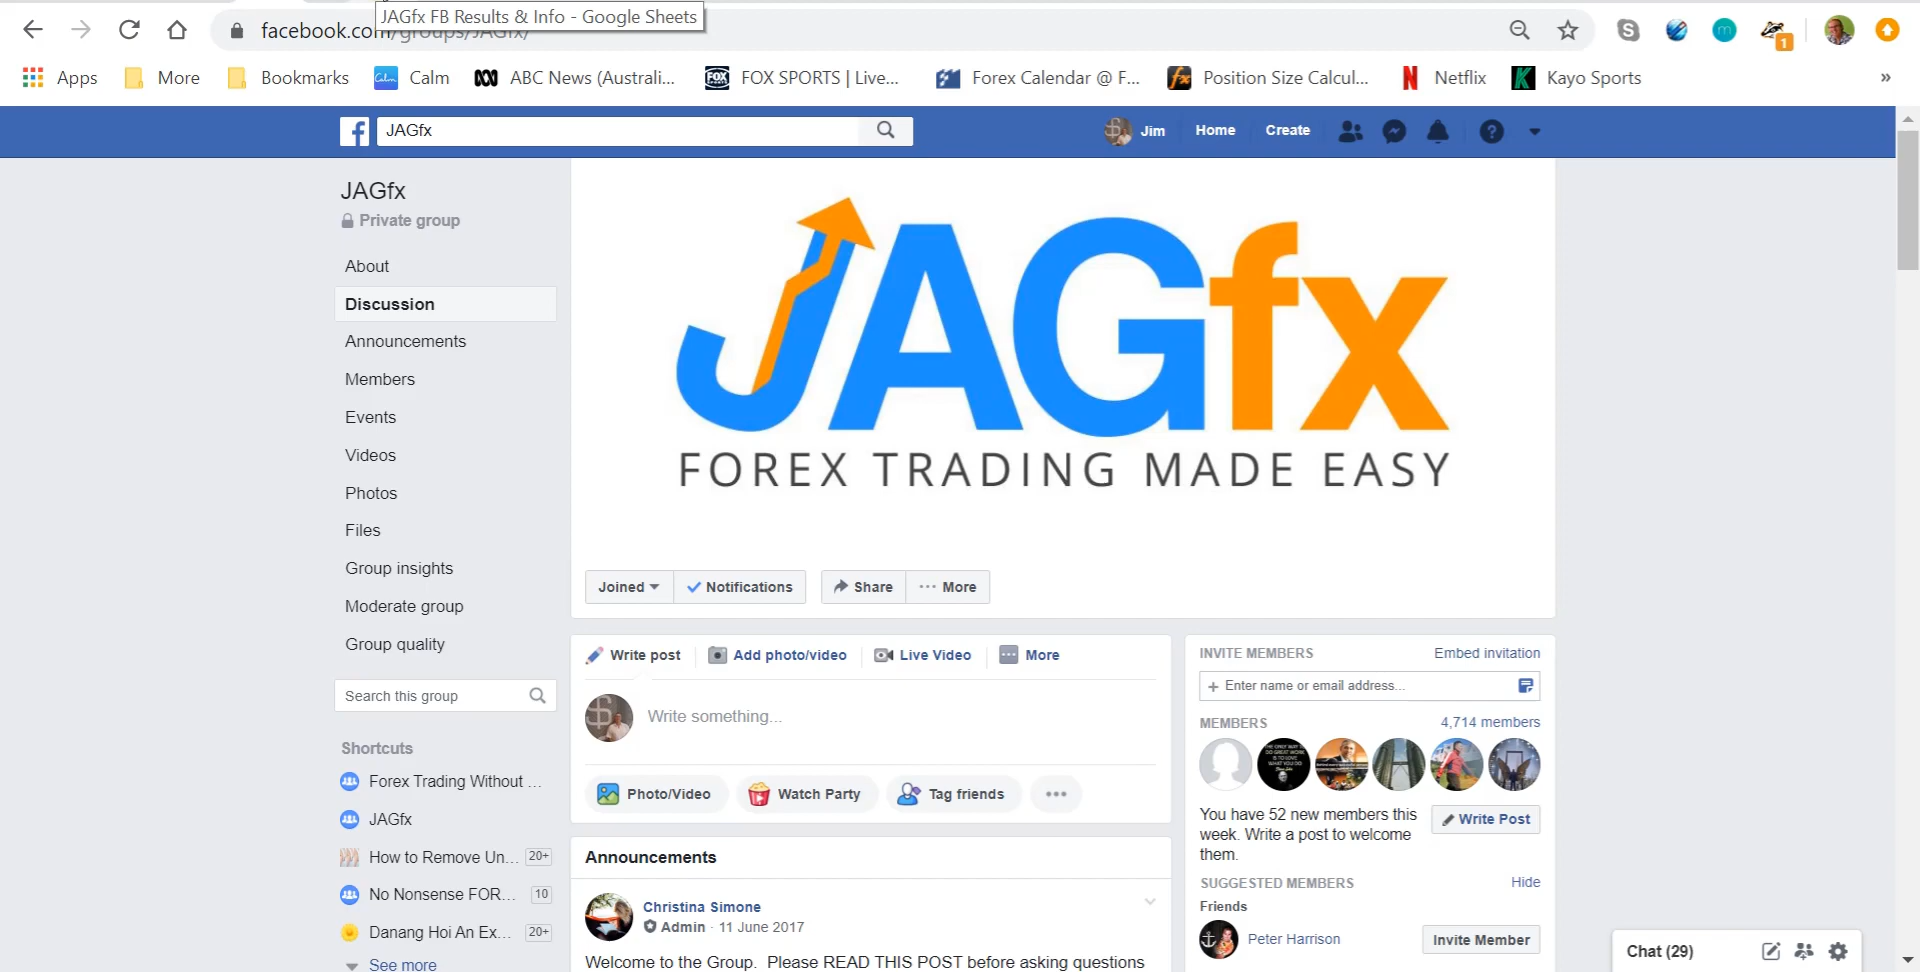 JAGfx FB Results & Info - Google Sheets
facebook.com/groups/JAGfx/
1
Apps
More
Bookmarks
Calm
ABC News (Australi...
FOX SPORTS | Live...
Forex Calendar @ F...
Position Size Calcul...
Netflix
Kayo Sports
»
JAGfx
Jim
Home
Create
JAGfx
Private group
About
Discussion
Announcements
Members
Events
Videos
Photos
Files
Group insights
Moderate group
Group quality
Search this group
Shortcuts
Forex Trading Without ...
JAGfx
How to Remove Un... 20+
No Nonsense FOR... 10
Danang Hoi An Ex... 20+
See more
JAGfx
FOREX TRADING MADE EASY
Joined
Notifications
Share
More
Write post
Add photo/video
Live Video
More
Write something...
Photo/Video
Watch Party
Tag friends
Announcements
Christina Simone
Admin · 11 June 2017
Welcome to the Group. Please READ THIS POST before asking questions
INVITE MEMBERS
Embed invitation
+ Enter name or email address...
MEMBERS
4,714 members
You have 52 new members this
week. Write a post to welcome
them.
Write Post
SUGGESTED MEMBERS
Hide
Friends
Peter Harrison
Invite Member
Chat (29)